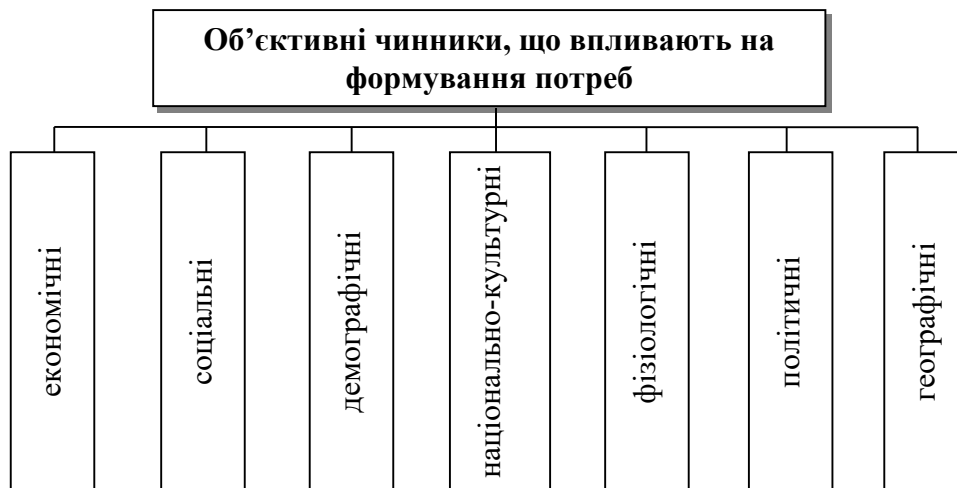 Об’єктивні чинники, що впливають на
формування потреб
економічні
соціальні
демографічні
національно-культурні
фізіологічні
політичні
географічні